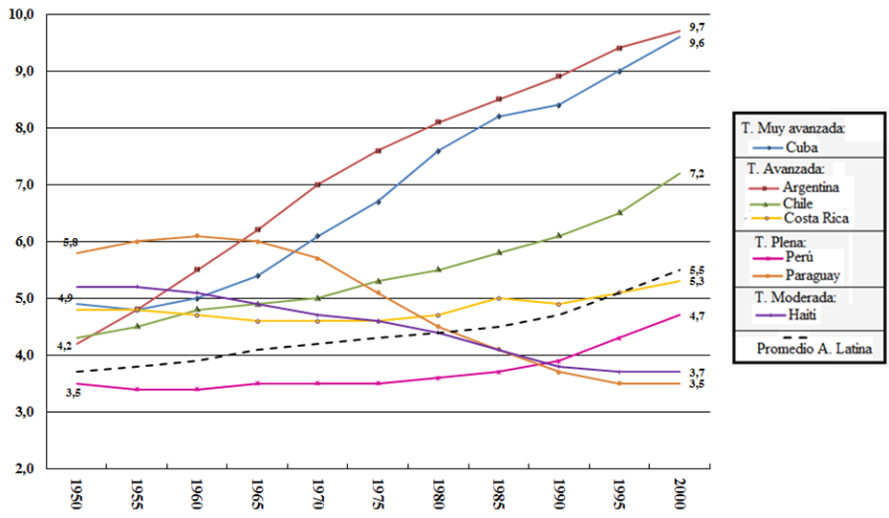 10,0
9,0
8,0
7,0
6,0
5,0
4,0
3,0
2,0
5,8
4,9
4,2
3,5
9,7
9,6
7,2
5,5
5,3
4,7
3,7
3,5
1950
1955
1960
1965
1970
1975
1980
1985
1990
1995
2000
T. Muy avanzada:
Cuba
T. Avanzada:
Argentina
Chile
Costa Rica
T. Plena:
Perú
Paraguay
T. Moderada:
Haití
Promedio A. Latina